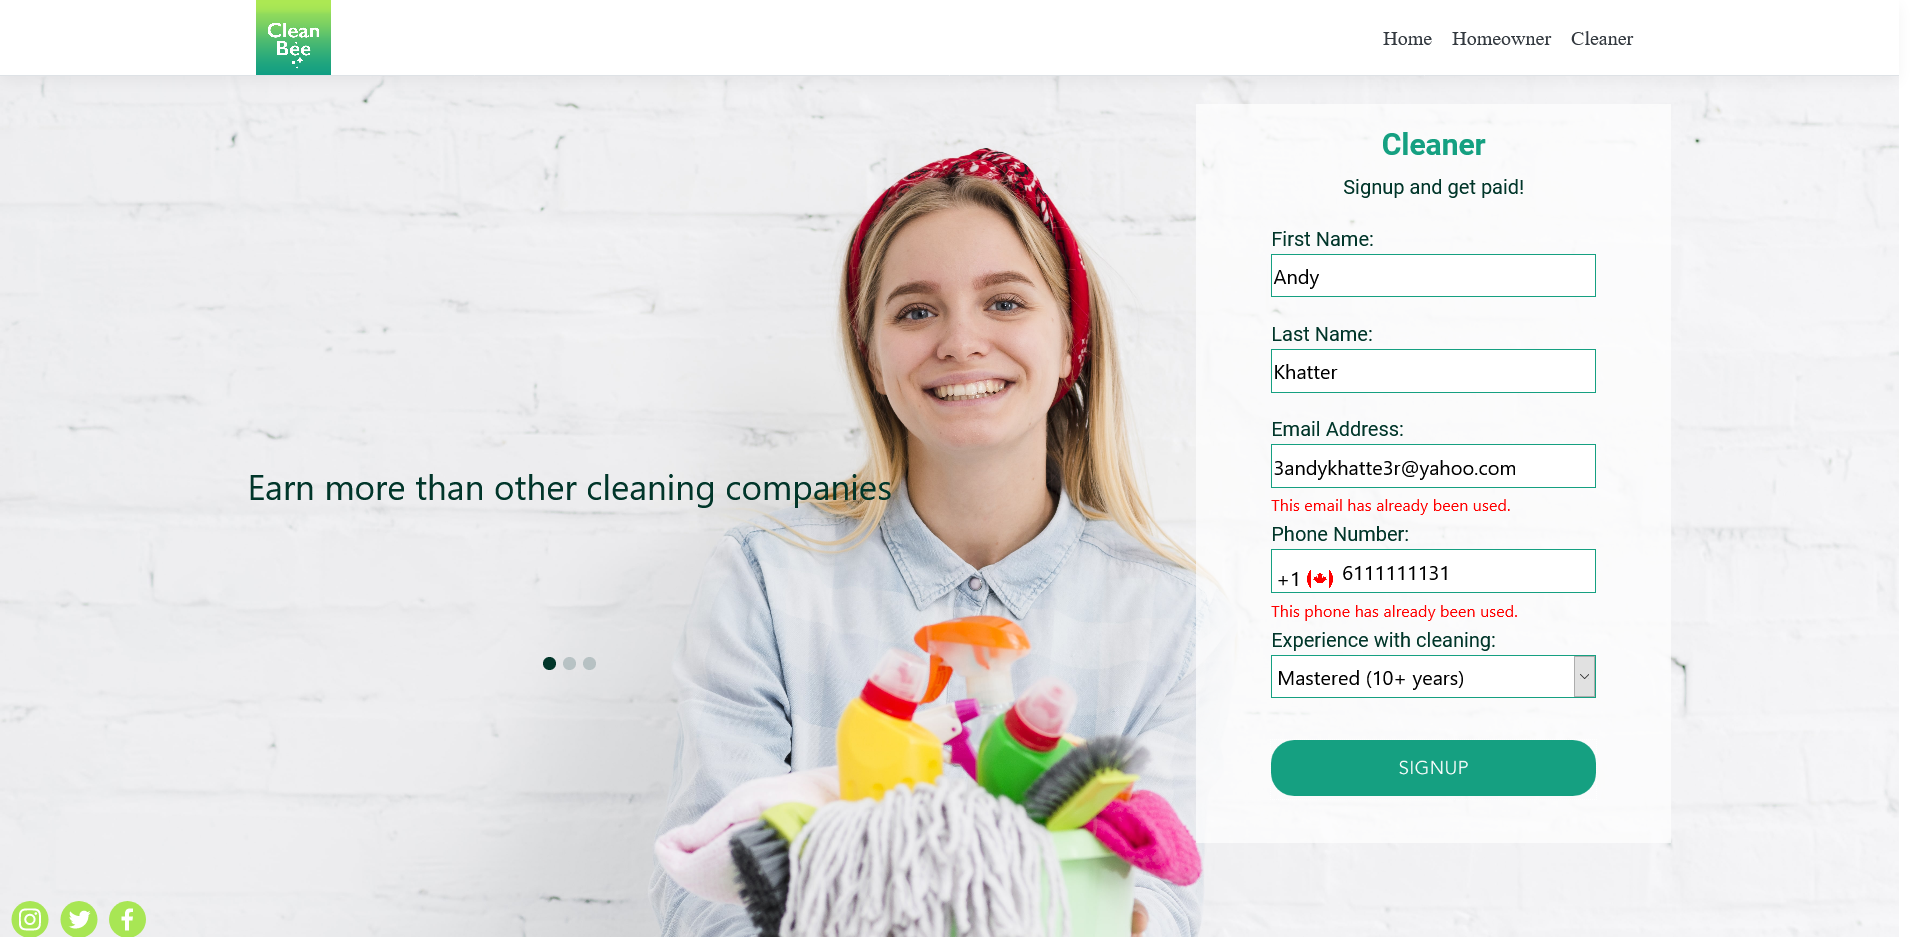 Clean
Bee
Home
Homeowner
Cleaner
Cleaner
Signup and get paid!
First Name:
Andy
Last Name:
Khatter
Email Address:
3andykhatte3r@yahoo.com
This email has already been used.
Phone Number:
+1 6111111131
This phone has already been used.
Experience with cleaning:
Mastered (10+ years)
SIGNUP
Earn more than other cleaning companies